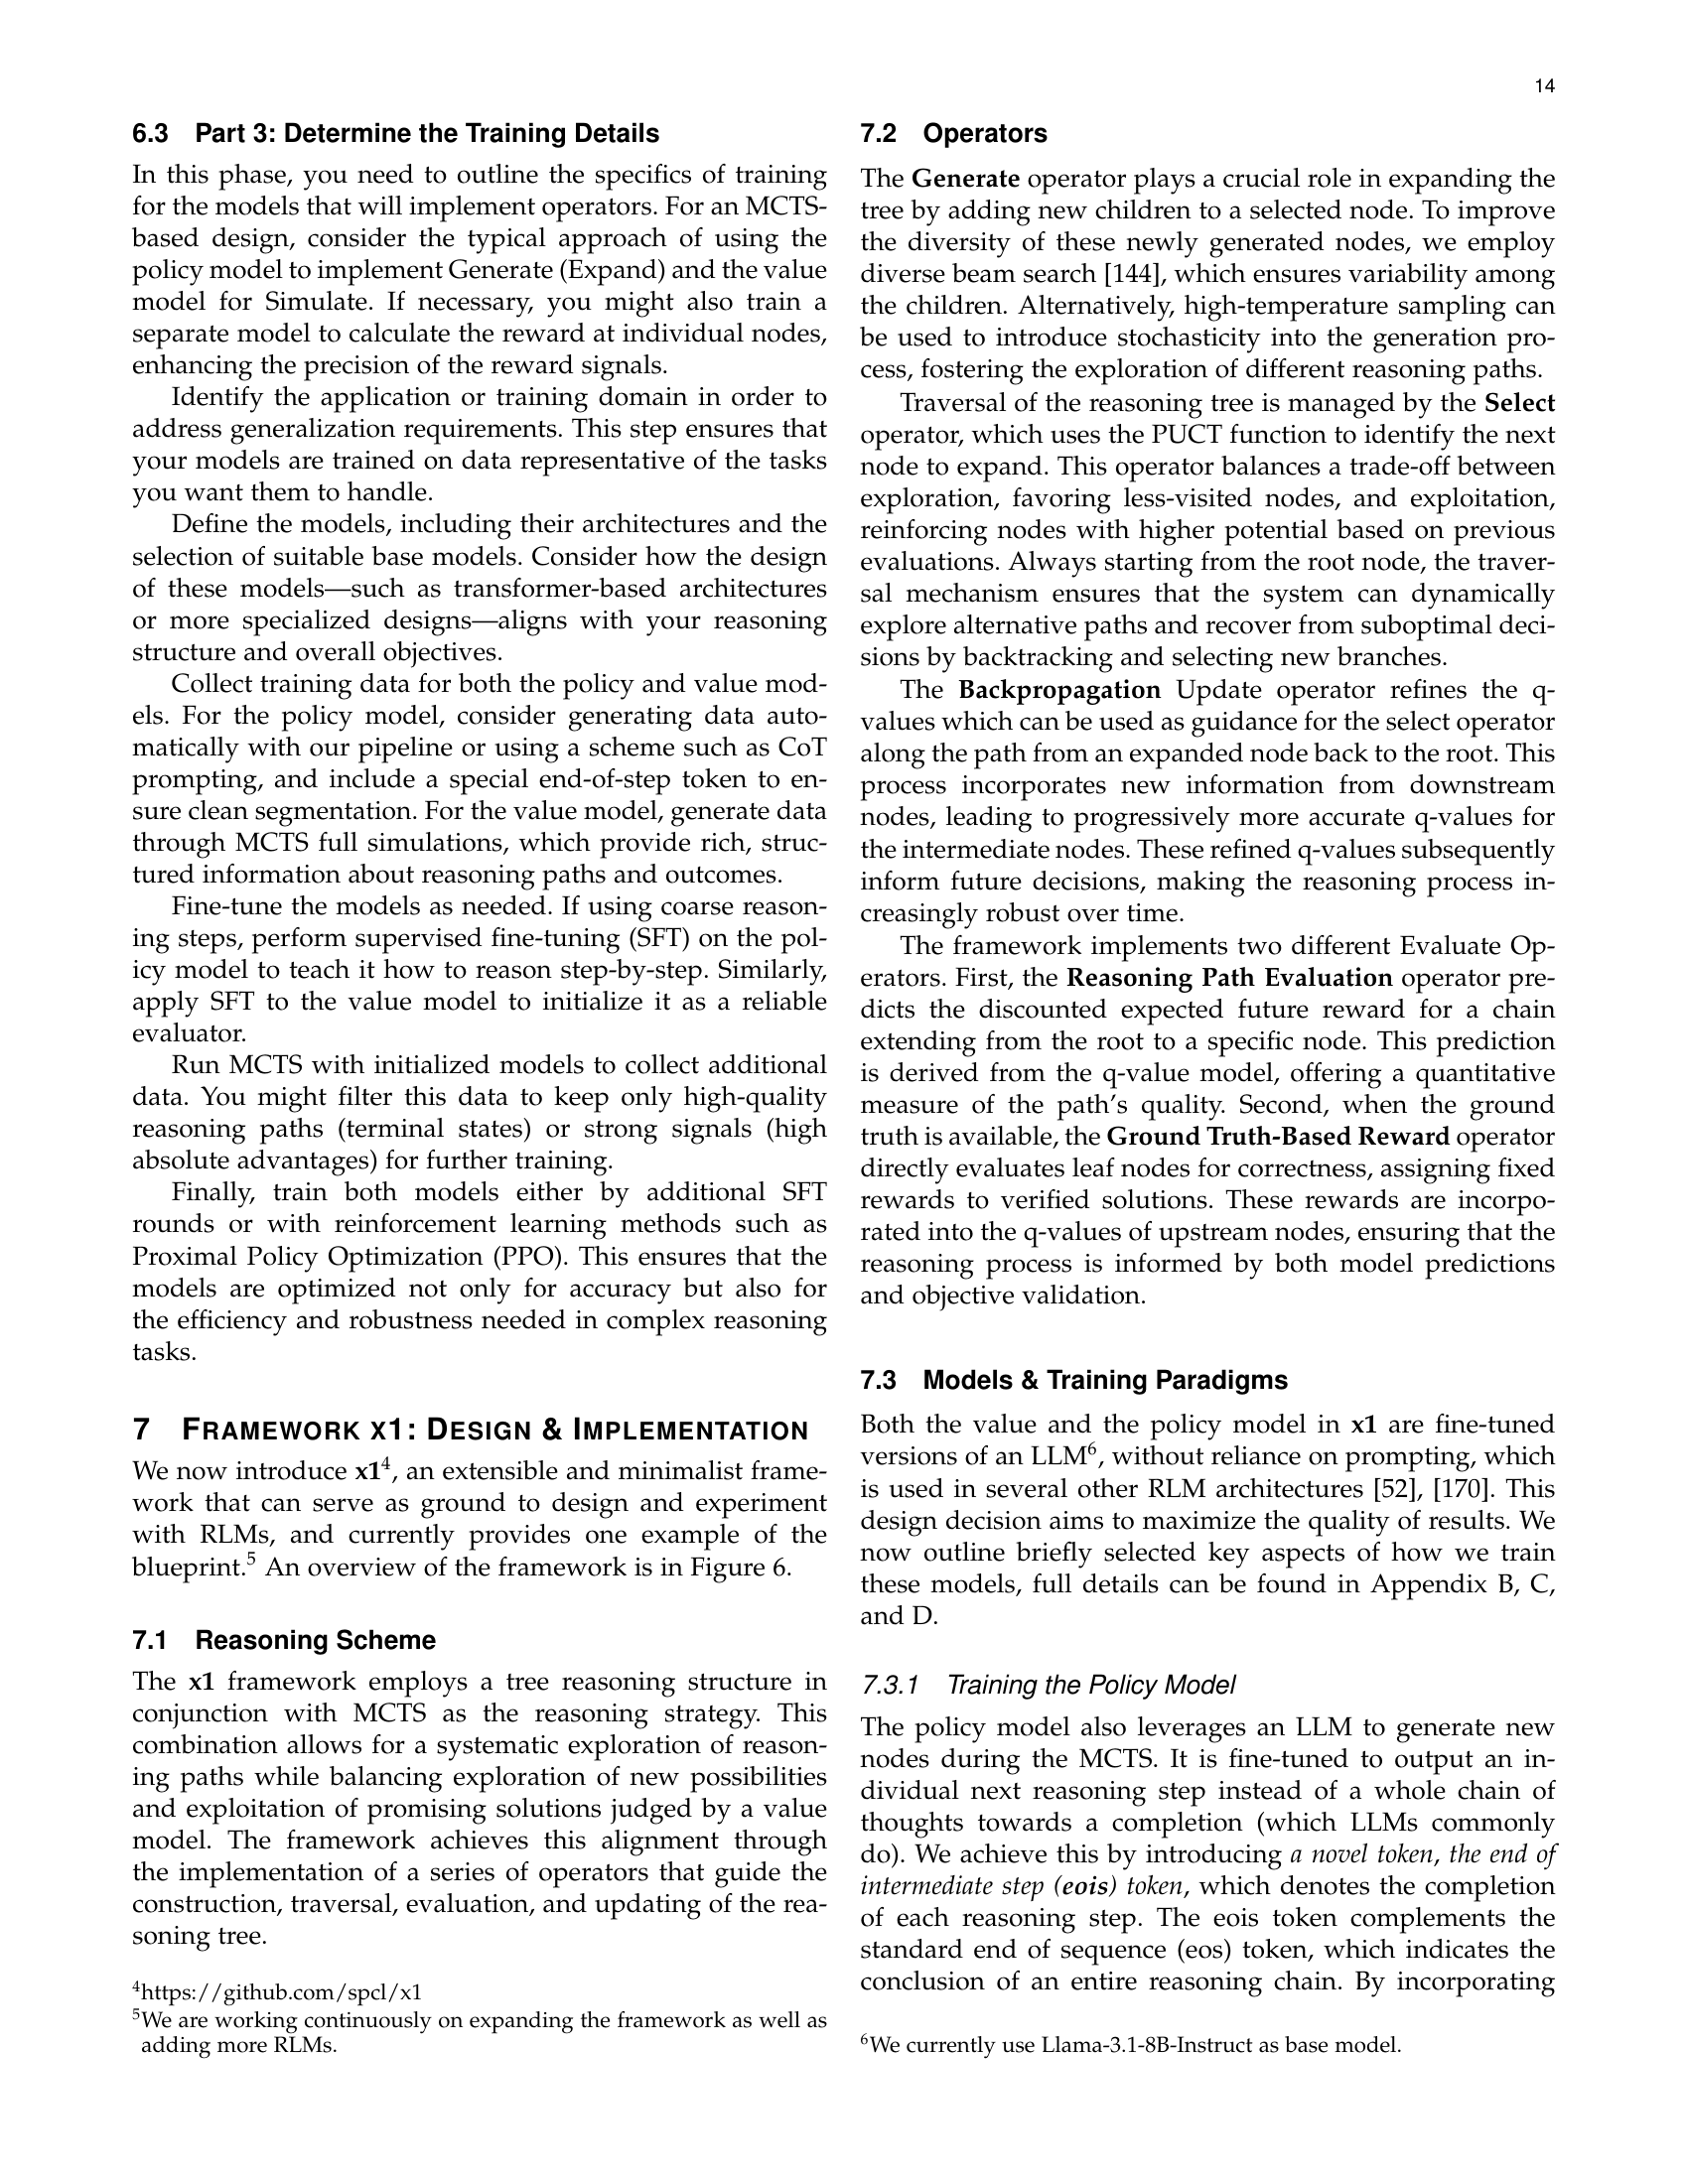 14
6.3 Part 3: Determine the Training Details
In this phase, you need to outline the specifics of training
for the models that will implement operators. For an MCTS-
based design, consider the typical approach of using the
policy model to implement Generate (Expand) and the value
model for Simulate. If necessary, you might also train a
separate model to calculate the reward at individual nodes,
enhancing the precision of the reward signals.
Identify the application or training domain in order to
address generalization requirements. This step ensures that
your models are trained on data representative of the tasks
you want them to handle.
Define the models, including their architectures and the
selection of suitable base models. Consider how the design
of these models—such as transformer-based architectures
or more specialized designs—aligns with your reasoning
structure and overall objectives.
Collect training data for both the policy and value mod-
els. For the policy model, consider generating data auto-
matically with our pipeline or using a scheme such as CoT
prompting, and include a special end-of-step token to en-
sure clean segmentation. For the value model, generate data
through MCTS full simulations, which provide rich, struc-
tured information about reasoning paths and outcomes.
Fine-tune the models as needed. If using coarse reason-
ing steps, perform supervised fine-tuning (SFT) on the pol-
icy model to teach it how to reason step-by-step. Similarly,
apply SFT to the value model to initialize it as a reliable
evaluator.
Run MCTS with initialized models to collect additional
data. You might filter this data to keep only high-quality
reasoning paths (terminal states) or strong signals (high
absolute advantages) for further training.
Finally, train both models either by additional SFT
rounds or with reinforcement learning methods such as
Proximal Policy Optimization (PPO). This ensures that the
models are optimized not only for accuracy but also for
the efficiency and robustness needed in complex reasoning
tasks.
7 FRAMEWORK X1: DESIGN & IMPLEMENTATION
We now introduce x1⁴, an extensible and minimalist frame-
work that can serve as ground to design and experiment
with RLMs, and currently provides one example of the
blueprint.⁵ An overview of the framework is in Figure 6.
7.1 Reasoning Scheme
The x1 framework employs a tree reasoning structure in
conjunction with MCTS as the reasoning strategy. This
combination allows for a systematic exploration of reason-
ing paths while balancing exploration of new possibilities
and exploitation of promising solutions judged by a value
model. The framework achieves this alignment through
the implementation of a series of operators that guide the
construction, traversal, evaluation, and updating of the rea-
soning tree.
⁴https://github.com/spcl/x1
⁵We are working continuously on expanding the framework as well as
adding more RLMs.
7.2 Operators
The Generate operator plays a crucial role in expanding the
tree by adding new children to a selected node. To improve
the diversity of these newly generated nodes, we employ
diverse beam search [144], which ensures variability among
the children. Alternatively, high-temperature sampling can
be used to introduce stochasticity into the generation pro-
cess, fostering the exploration of different reasoning paths.
Traversal of the reasoning tree is managed by the Select
operator, which uses the PUCT function to identify the next
node to expand. This operator balances a trade-off between
exploration, favoring less-visited nodes, and exploitation,
reinforcing nodes with higher potential based on previous
evaluations. Always starting from the root node, the traver-
sal mechanism ensures that the system can dynamically
explore alternative paths and recover from suboptimal deci-
sions by backtracking and selecting new branches.
The Backpropagation Update operator refines the q-
values which can be used as guidance for the select operator
along the path from an expanded node back to the root. This
process incorporates new information from downstream
nodes, leading to progressively more accurate q-values for
the intermediate nodes. These refined q-values subsequently
inform future decisions, making the reasoning process in-
creasingly robust over time.
The framework implements two different Evaluate Op-
erators. First, the Reasoning Path Evaluation operator pre-
dicts the discounted expected future reward for a chain
extending from the root to a specific node. This prediction
is derived from the q-value model, offering a quantitative
measure of the path's quality. Second, when the ground
truth is available, the Ground Truth-Based Reward operator
directly evaluates leaf nodes for correctness, assigning fixed
rewards to verified solutions. These rewards are incorpo-
rated into the q-values of upstream nodes, ensuring that the
reasoning process is informed by both model predictions
and objective validation.
7.3 Models & Training Paradigms
Both the value and the policy model in x1 are fine-tuned
versions of an LLM⁶, without reliance on prompting, which
is used in several other RLM architectures [52], [170]. This
design decision aims to maximize the quality of results. We
now outline briefly selected key aspects of how we train
these models, full details can be found in Appendix B, C,
and D.
7.3.1 Training the Policy Model
The policy model also leverages an LLM to generate new
nodes during the MCTS. It is fine-tuned to output an in-
dividual next reasoning step instead of a whole chain of
thoughts towards a completion (which LLMs commonly
do). We achieve this by introducing a novel token, the end of
intermediate step (eois) token, which denotes the completion
of each reasoning step. The eois token complements the
standard end of sequence (eos) token, which indicates the
conclusion of an entire reasoning chain. By incorporating
⁶We currently use Llama-3.1-8B-Instruct as base model.